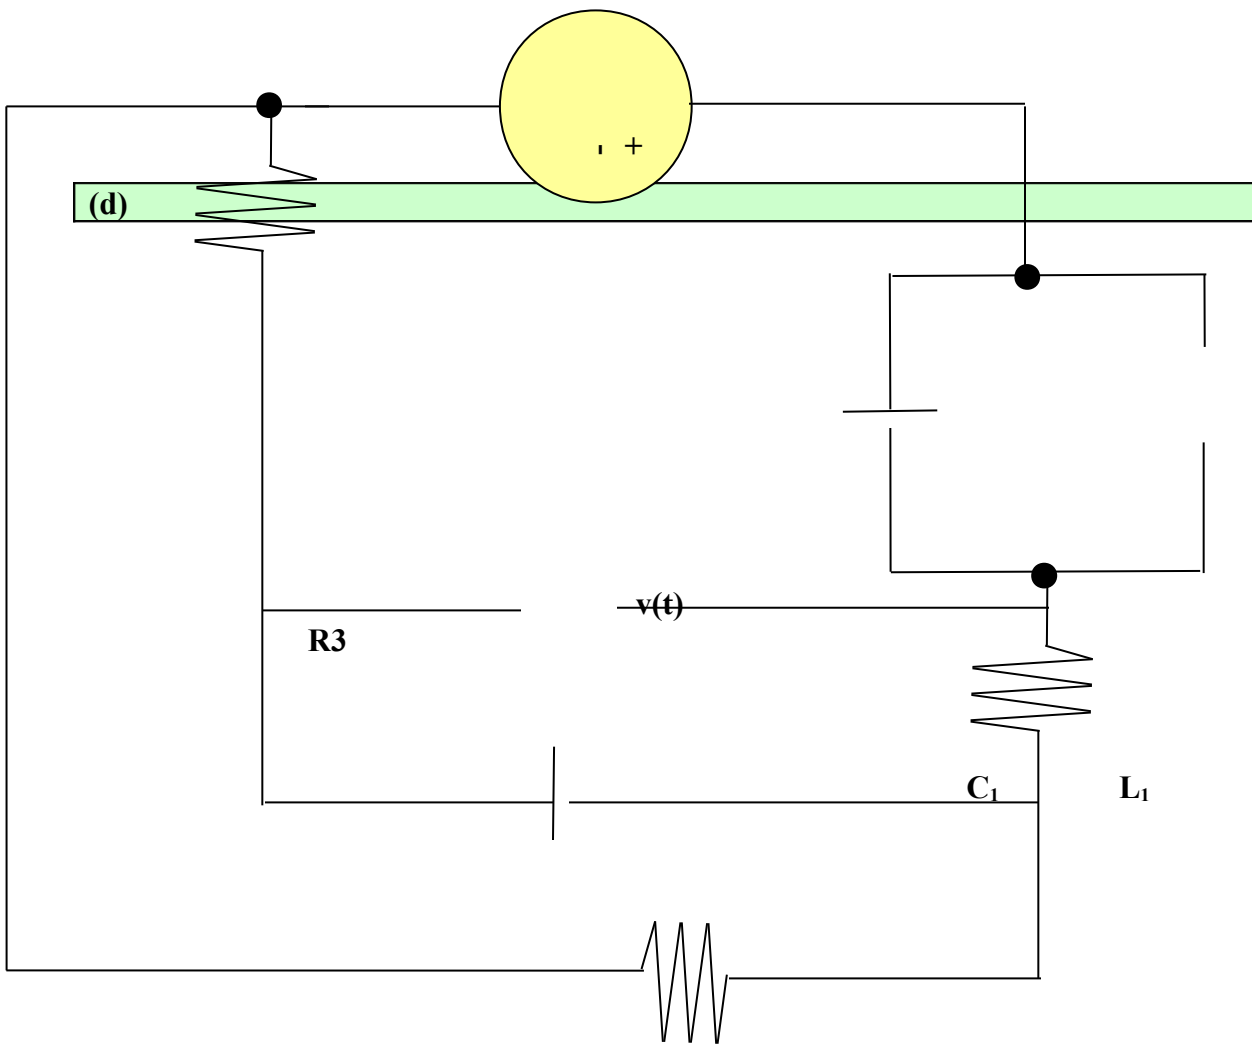 - +
(d)
v(t)
R3
C₁ L₁